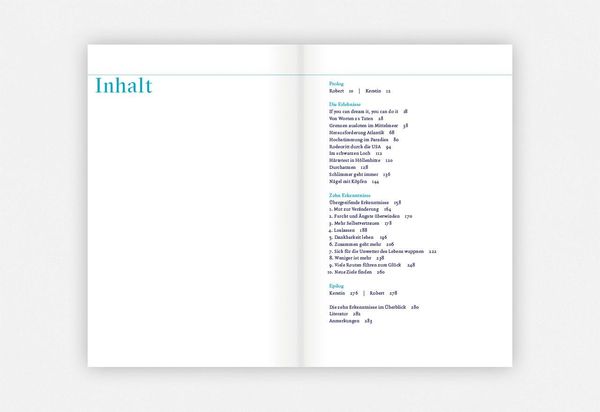 Inhalt
Prolog
Robert 10 | Kerstin 12
Die Erlebnisse
If you can dream it, you can do it 18
Von Worten zu Taten 28
Grenzen ausloten im Mittelmeer 38
Herausforderung Atlantik 68
Hochstimmung im Paradies 80
Rodeoritt durch die USA 94
Im schwarzen Loch 112
Härtetest in Höllenhitze 120
Durchatmen 128
Schlimmer geht immer 136
Nägel mit Köpfen 144
Zehn Erkenntnisse
Übergreifende Erkenntnisse 158
1. Mut zur Veränderung 164
2. Furcht und Ängste überwinden 170
3. Mehr Selbstvertrauen 178
4. Loslassen 188
5. Dankbarkeit leben 196
6. Zusammen geht mehr 206
7. Sich für die Unwetter des Lebens wappnen 222
8. Weniger ist mehr 238
9. Viele Routen führen zum Glück 248
10. Neue Ziele finden 260
Epilog
Kerstin 276 | Robert 278
Die zehn Erkenntnisse im Überblick 280
Literatur 282
Anmerkungen 283